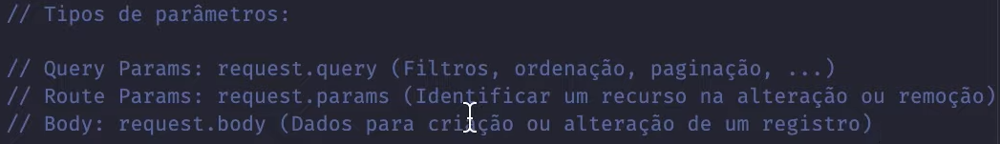 // Tipos de parâmetros:
// Query Params: request.query (Filtros, ordenação, paginação, ...)
// Route Params: request.params (Identificar um recurso na alteração ou remoção)
// Body: request.body (Dados para criação ou alteração de um registro)